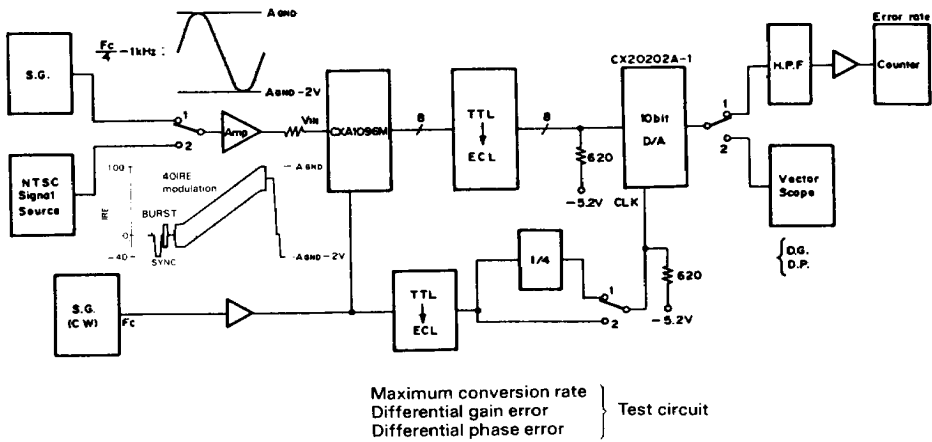 Fc/4 - 1kHz :
AGND
AGND - 2V
S.G.
1
2
Amp
VIN
CXA1096M
8
TTL
ECL
8
620
-5.2V
CX20202A-1
10bit
D/A
CLK
1
2
H.P.F
Error rate
Counter
Vector
Scope
D.G.
D.P.
NTSC
Signal
Source
100
IRE
0
-40
40IRE
modulation
BURST
SYNC
AGND
AGND - 2V
S.G.
(CW)
Fc
TTL
ECL
1/4
1
2
620
-5.2V
Maximum conversion rate
Differential gain error
Differential phase error
Test circuit